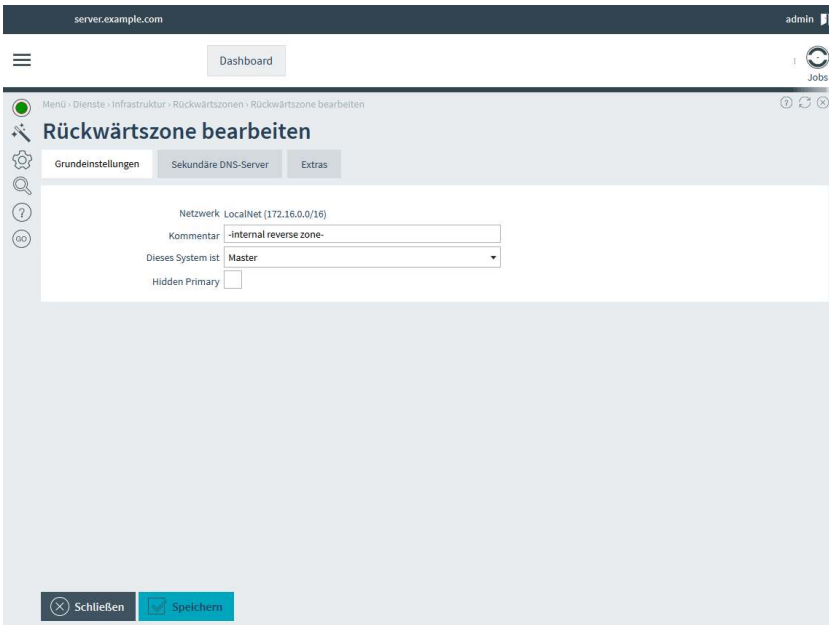 server.example.com
admin
Dashboard
Jobs
Menü › Dienste › Infrastruktur › Rückwärtszonen › Rückwärtszone bearbeiten
Rückwärtszone bearbeiten
Grundeinstellungen
Sekundäre DNS-Server
Extras
Netzwerk LocalNet (172.16.0.0/16)
Kommentar -internal reverse zone-
Dieses System ist Master
Hidden Primary
GO
Schließen
Speichern